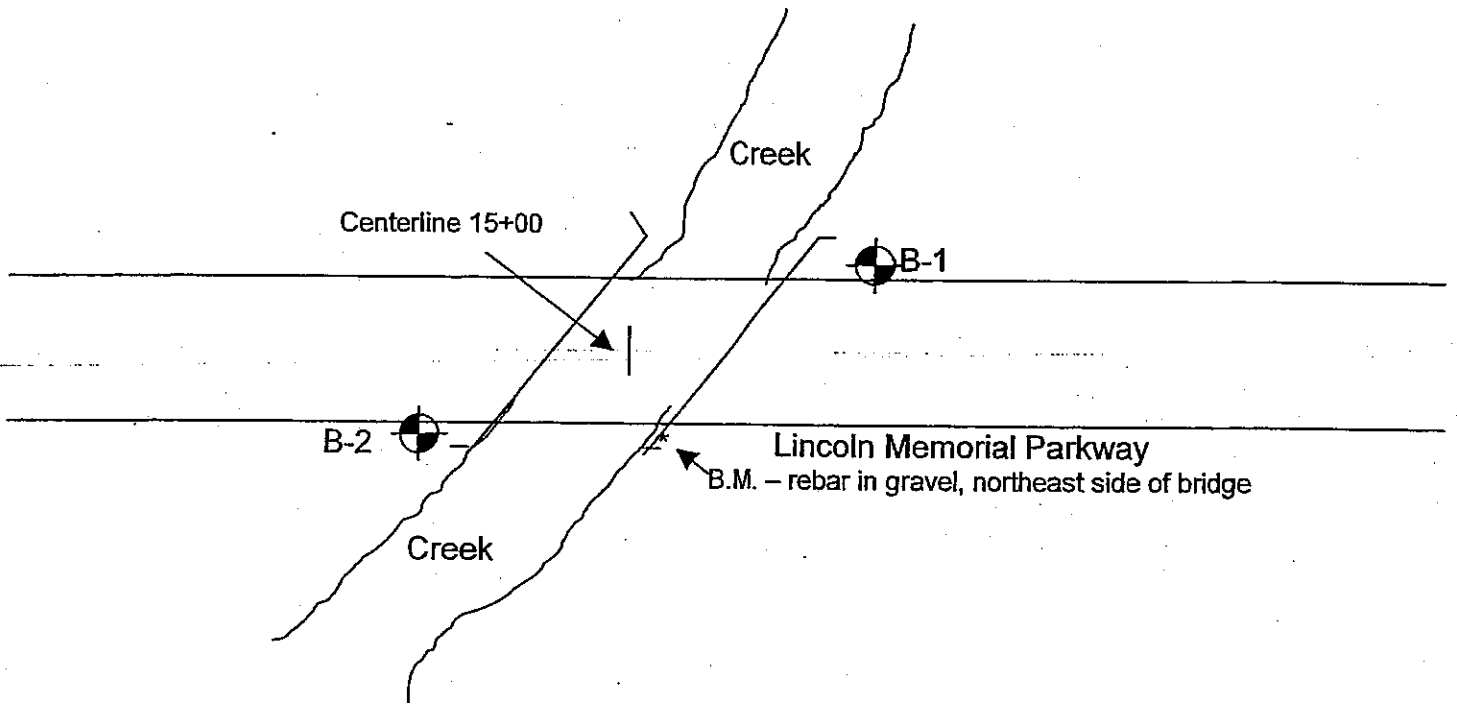 Creek
Centerline 15+00
B-1
B-2
Lincoln Memorial Parkway
B.M. – rebar in gravel, northeast side of bridge
Creek